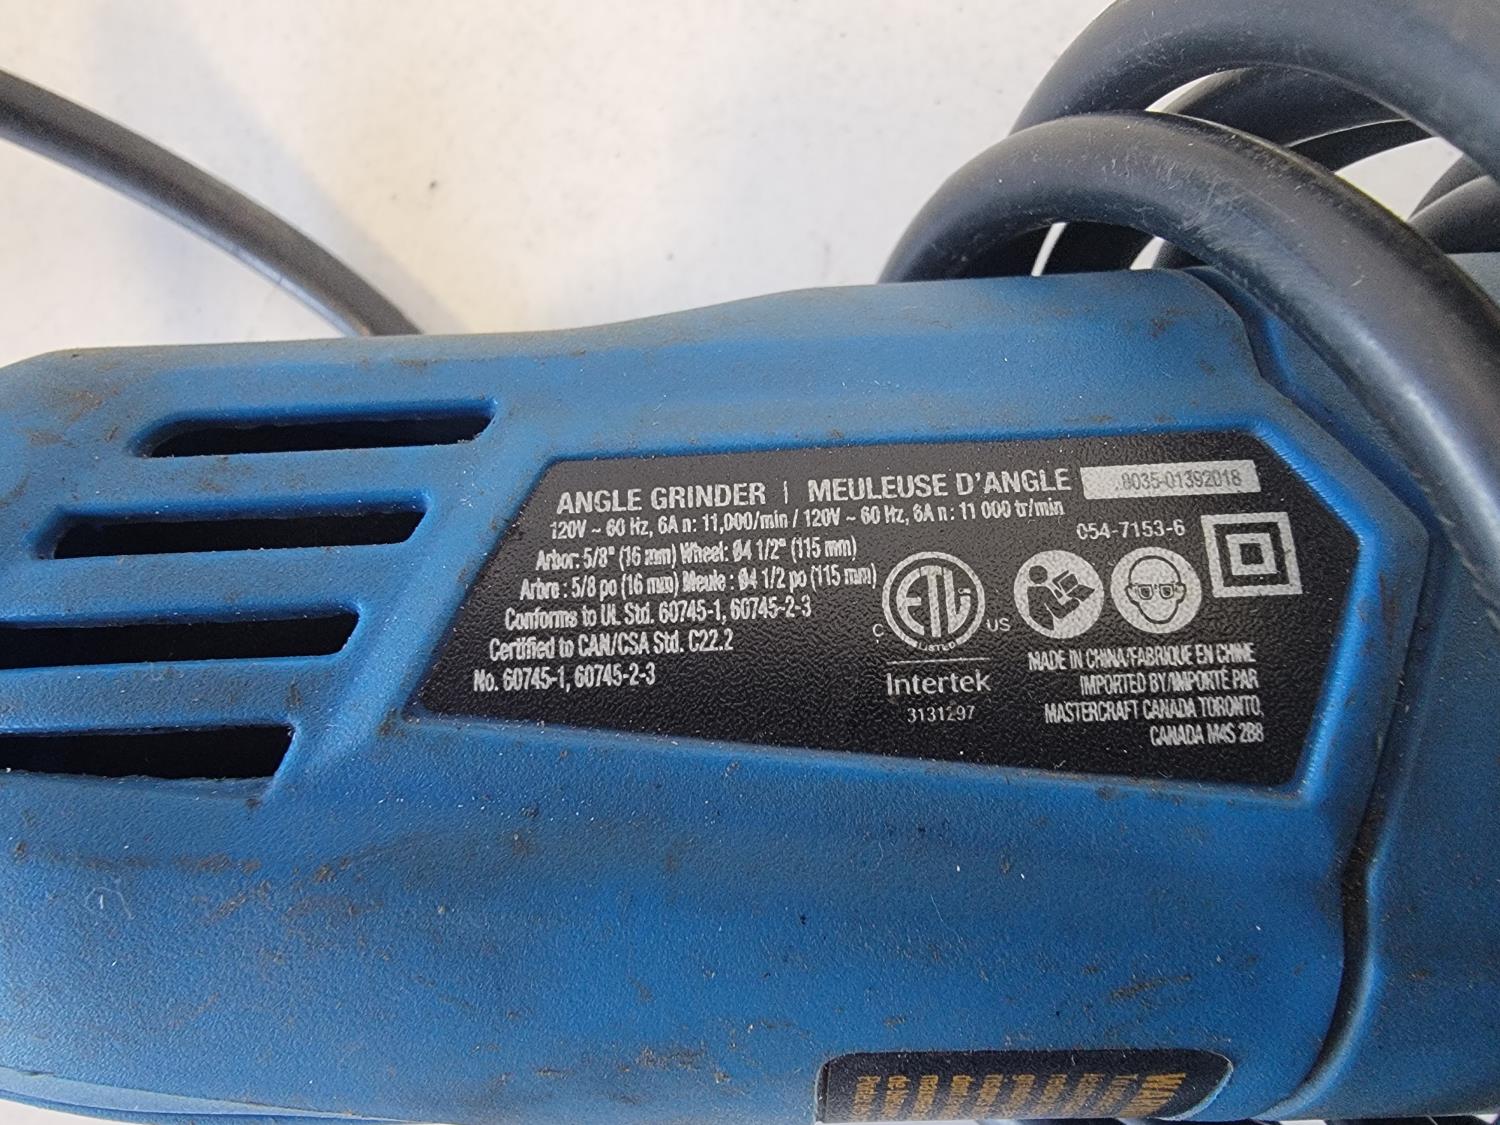 ANGLE GRINDER | MEULEUSE D'ANGLE
8035-01392018
120V ~ 60 Hz, 6A n: 11,000/min / 120V ~ 60 Hz, 6A n: 11 000 tr/min
054-7153-6
Arbor: 5/8" (16 mm) Wheel: Ø4 1/2" (115 mm)
Arbre : 5/8 po (16 mm) Meule : Ø4 1/2 po (115 mm)
Conforms to UL Std. 60745-1, 60745-2-3
Certified to CAN/CSA Std. C22.2
No. 60745-1, 60745-2-3
ETL
C US
LISTED
Intertek
3131297
MADE IN CHINA/FABRIQUÉ EN CHINE
IMPORTED BY/IMPORTÉ PAR
MASTERCRAFT CANADA TORONTO,
CANADA M4S 2B8